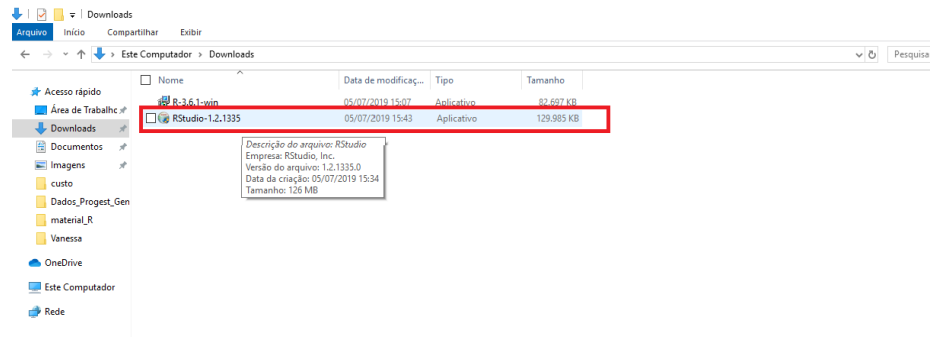 Downloads
Arquivo Início Compartilhar Exibir
Este Computador › Downloads
Pesquisa
Nome Data de modificaç... Tipo Tamanho
R-3.6.1-win 05/07/2019 15:07 Aplicativo 82.697 KB
RStudio-1.2.1335 05/07/2019 15:43 Aplicativo 129.985 KB
Descrição do arquivo: RStudio
Empresa: RStudio, Inc.
Versão do arquivo: 1.2.1335.0
Data da criação: 05/07/2019 15:34
Tamanho: 126 MB
Acesso rápido
Área de Trabalhc
Downloads
Documentos
Imagens
custo
Dados_Progest_Gen
material_R
Vanessa
OneDrive
Este Computador
Rede